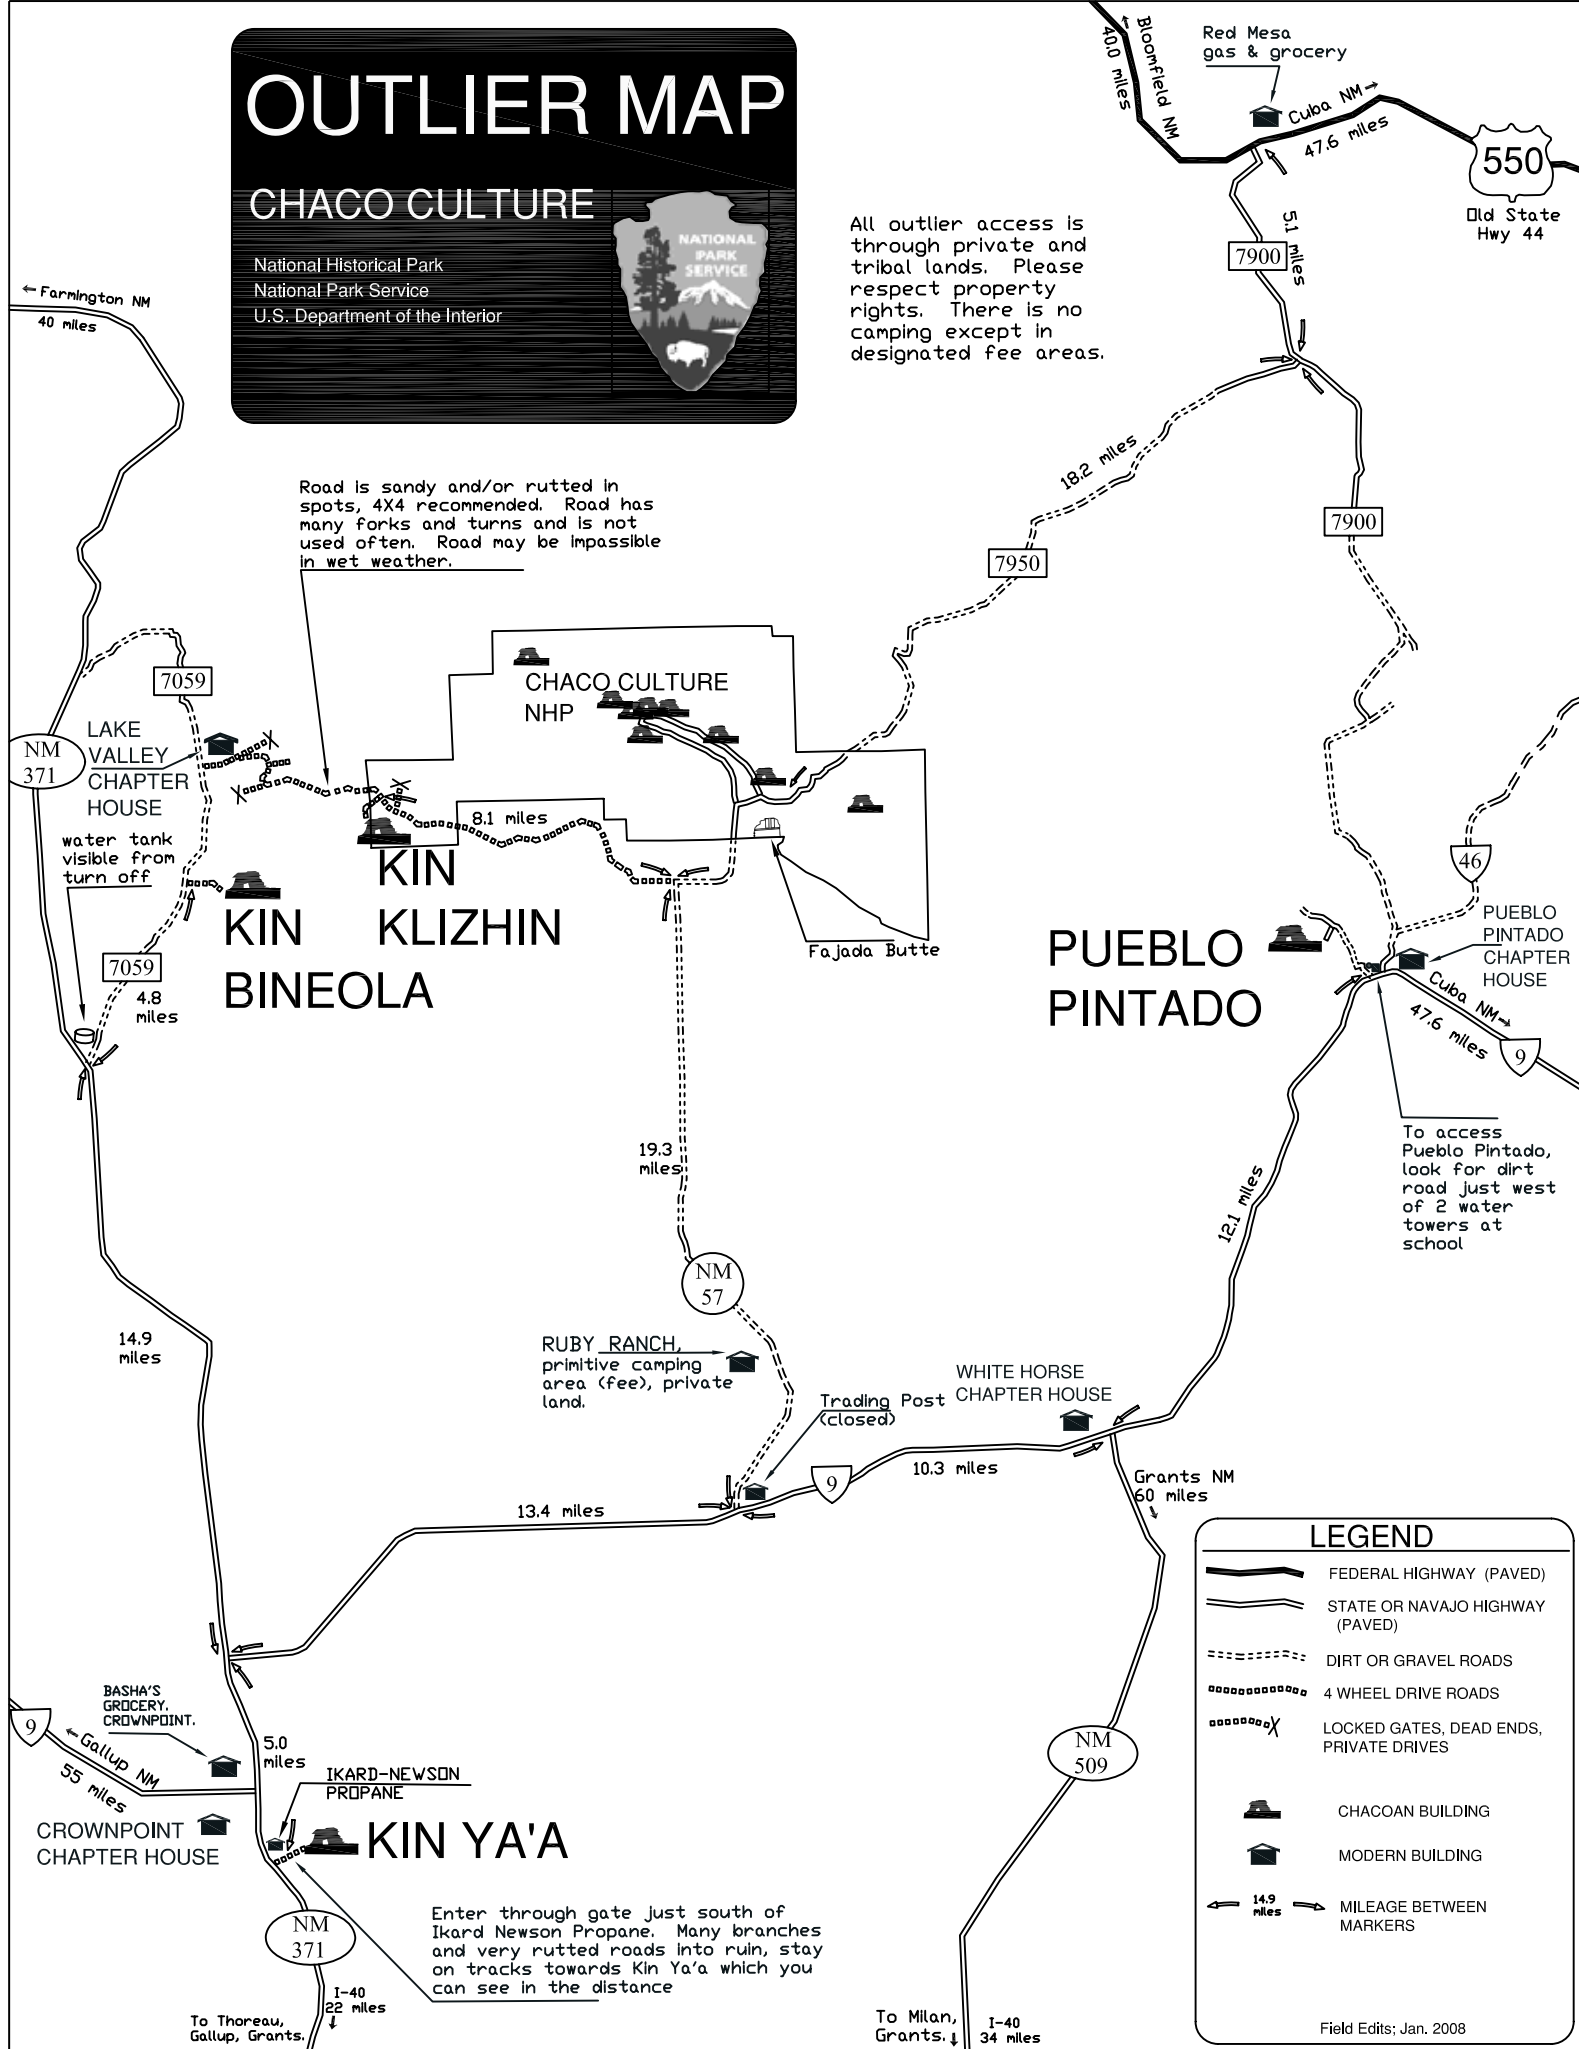 OUTLIER MAP
CHACO CULTURE
National Historical Park
National Park Service
U.S. Department of the Interior
NATIONAL
PARK
SERVICE
← Bloomfield NM
40.0 miles
Red Mesa
gas & grocery
Cuba NM→
47.6 miles
550
Old State
Hwy 44
5.1 miles
7900
All outlier access is
through private and
tribal lands. Please
respect property
rights. There is no
camping except in
designated fee areas.
← Farmington NM
40 miles
18.2 miles
7950
7900
Road is sandy and/or rutted in
spots, 4X4 recommended. Road has
many forks and turns and is not
used often. Road may be impassible
in wet weather.
7059
CHACO CULTURE
NHP
NM
371
LAKE
VALLEY
CHAPTER
HOUSE
X
X
X
8.1 miles
water tank
visible from
turn off
KIN
KLIZHIN
KIN
BINEOLA
Fajada Butte
46
PUEBLO
PINTADO
PUEBLO
PINTADO
CHAPTER
HOUSE
7059
4.8
miles
Cuba NM→
47.6 miles
9
To access
Pueblo Pintado,
look for dirt
road just west
of 2 water
towers at
school
19.3
miles
12.1 miles
NM
57
14.9
miles
RUBY RANCH,
primitive camping
area (fee), private
land.
Trading Post
(closed)
WHITE HORSE
CHAPTER HOUSE
9
10.3 miles
13.4 miles
Grants NM
60 miles
BASHA'S
GROCERY.
CROWNPOINT.
9
←Gallup NM
55 miles
5.0
miles
IKARD-NEWSON
PROPANE
CROWNPOINT
CHAPTER HOUSE
KIN YA'A
NM
509
NM
371
Enter through gate just south of
Ikard Newson Propane. Many branches
and very rutted roads into ruin, stay
on tracks towards Kin Ya'a which you
can see in the distance
I-40
22 miles
To Thoreau,
Gallup, Grants.
To Milan,
Grants.
I-40
34 miles
LEGEND
FEDERAL HIGHWAY (PAVED)
STATE OR NAVAJO HIGHWAY
(PAVED)
DIRT OR GRAVEL ROADS
4 WHEEL DRIVE ROADS
X
LOCKED GATES, DEAD ENDS,
PRIVATE DRIVES
CHACOAN BUILDING
MODERN BUILDING
14.9
miles
MILEAGE BETWEEN
MARKERS
Field Edits; Jan. 2008